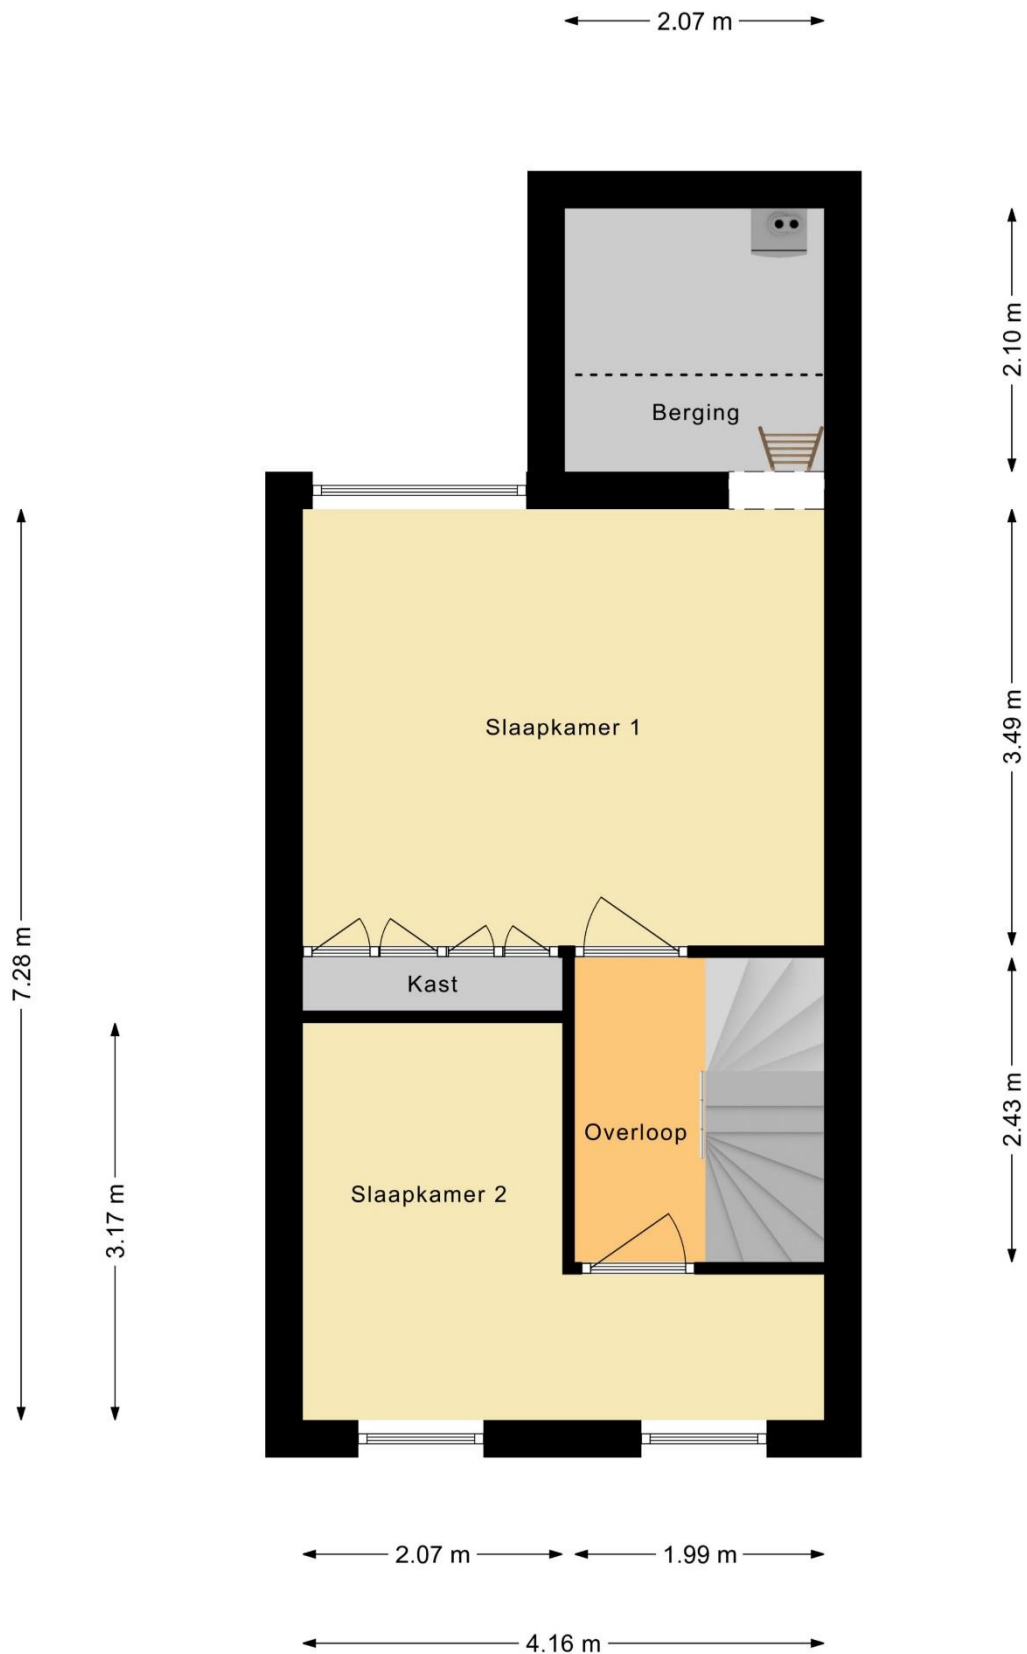 2.07 m
2.10 m
Berging
3.49 m
Slaapkamer 1
7.28 m
Kast
2.43 m
Overloop
Slaapkamer 2
3.17 m
2.07 m
1.99 m
4.16 m